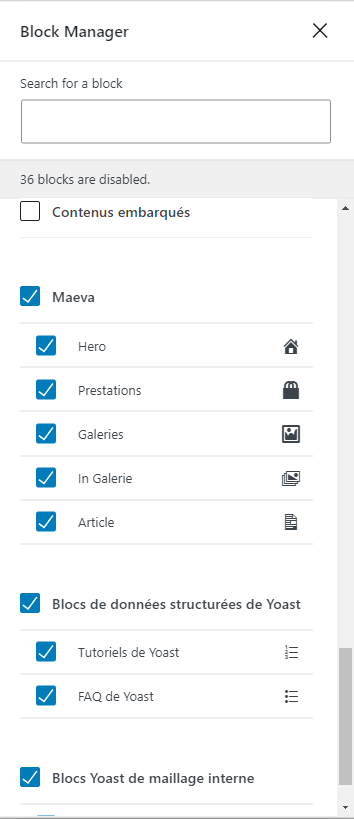 Block Manager
Search for a block
36 blocks are disabled.
Contenus embarqués
Maeva
Hero
Prestations
Galeries
In Galerie
Article
Blocs de données structurées de Yoast
Tutoriels de Yoast
FAQ de Yoast
Blocs Yoast de maillage interne